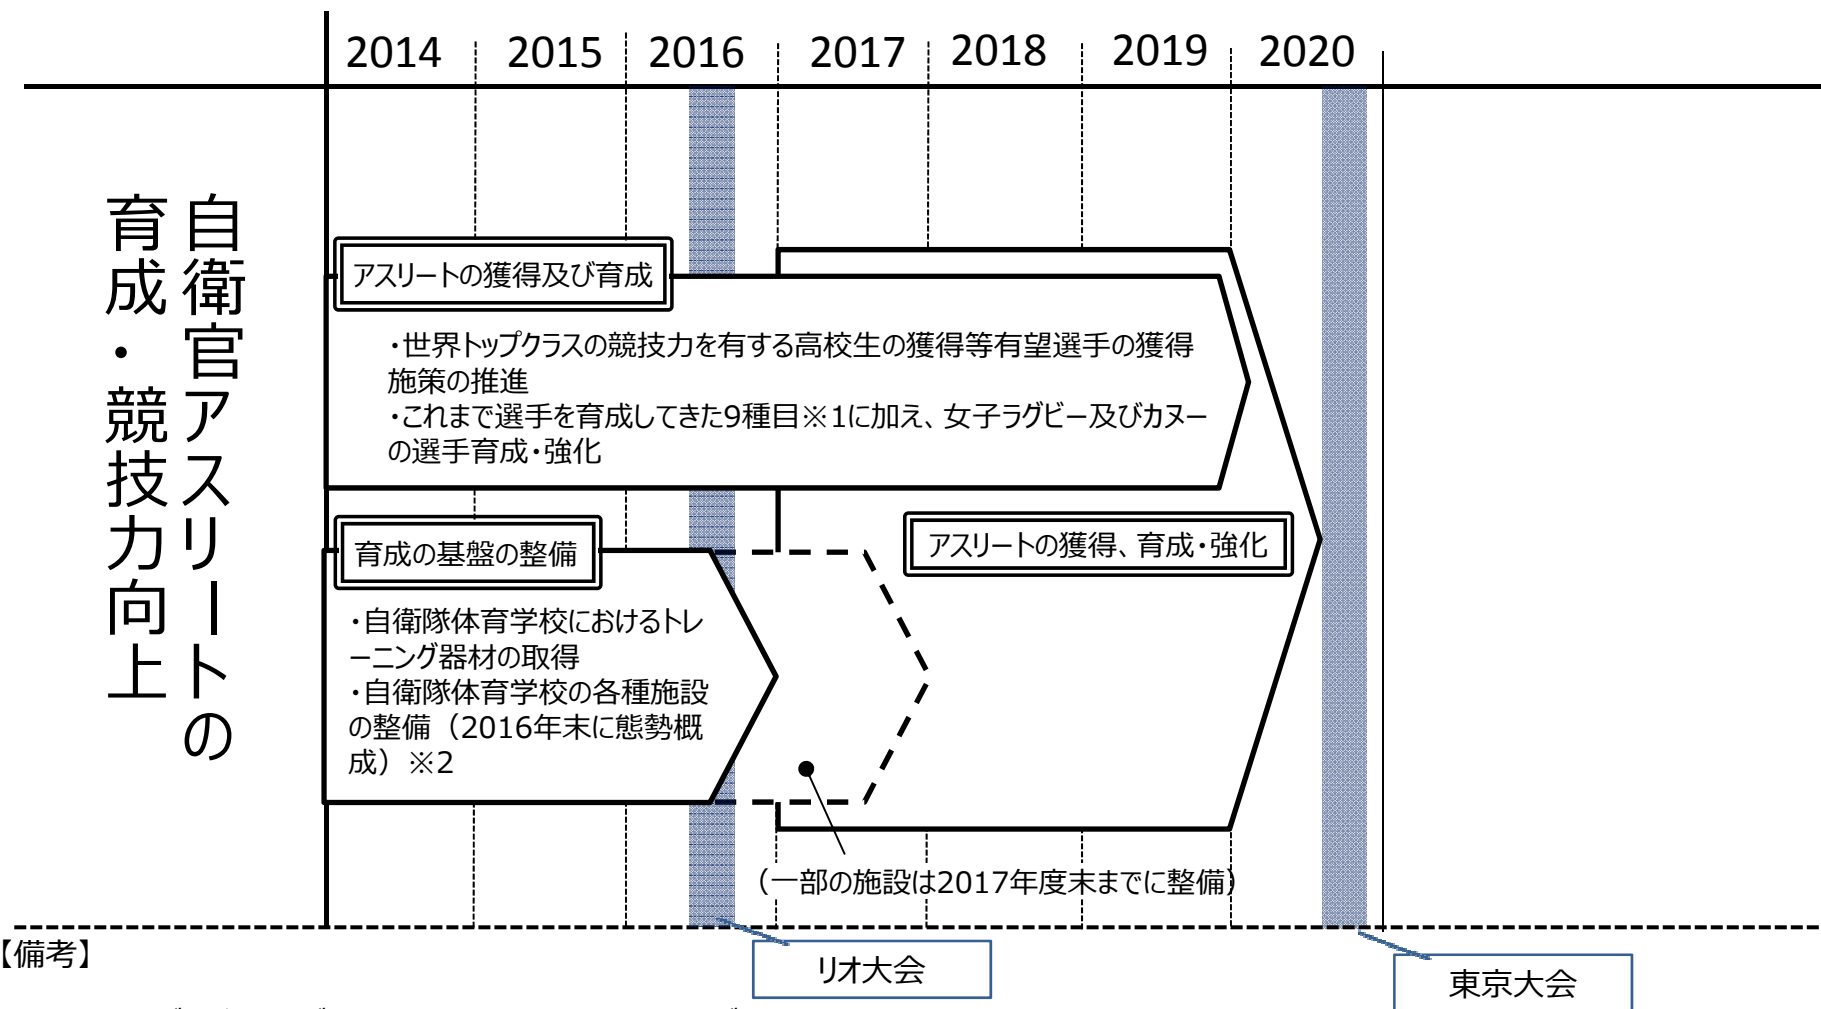 2014 2015 2016 2017 2018 2019 2020
自衛官アスリートの
育成・競技力向上
アスリートの獲得及び育成
・世界トップクラスの競技力を有する高校生の獲得等有望選手の獲得
施策の推進
・これまで選手を育成してきた9種目※1に加え、女子ラグビー及びカヌー
の選手育成・強化
育成の基盤の整備
・自衛隊体育学校におけるトレ
ーニング器材の取得
・自衛隊体育学校の各種施設
の整備（2016年末に態勢概
成）※2
アスリートの獲得、育成・強化
（一部の施設は2017年度末までに整備）
【備考】
リオ大会
東京大会